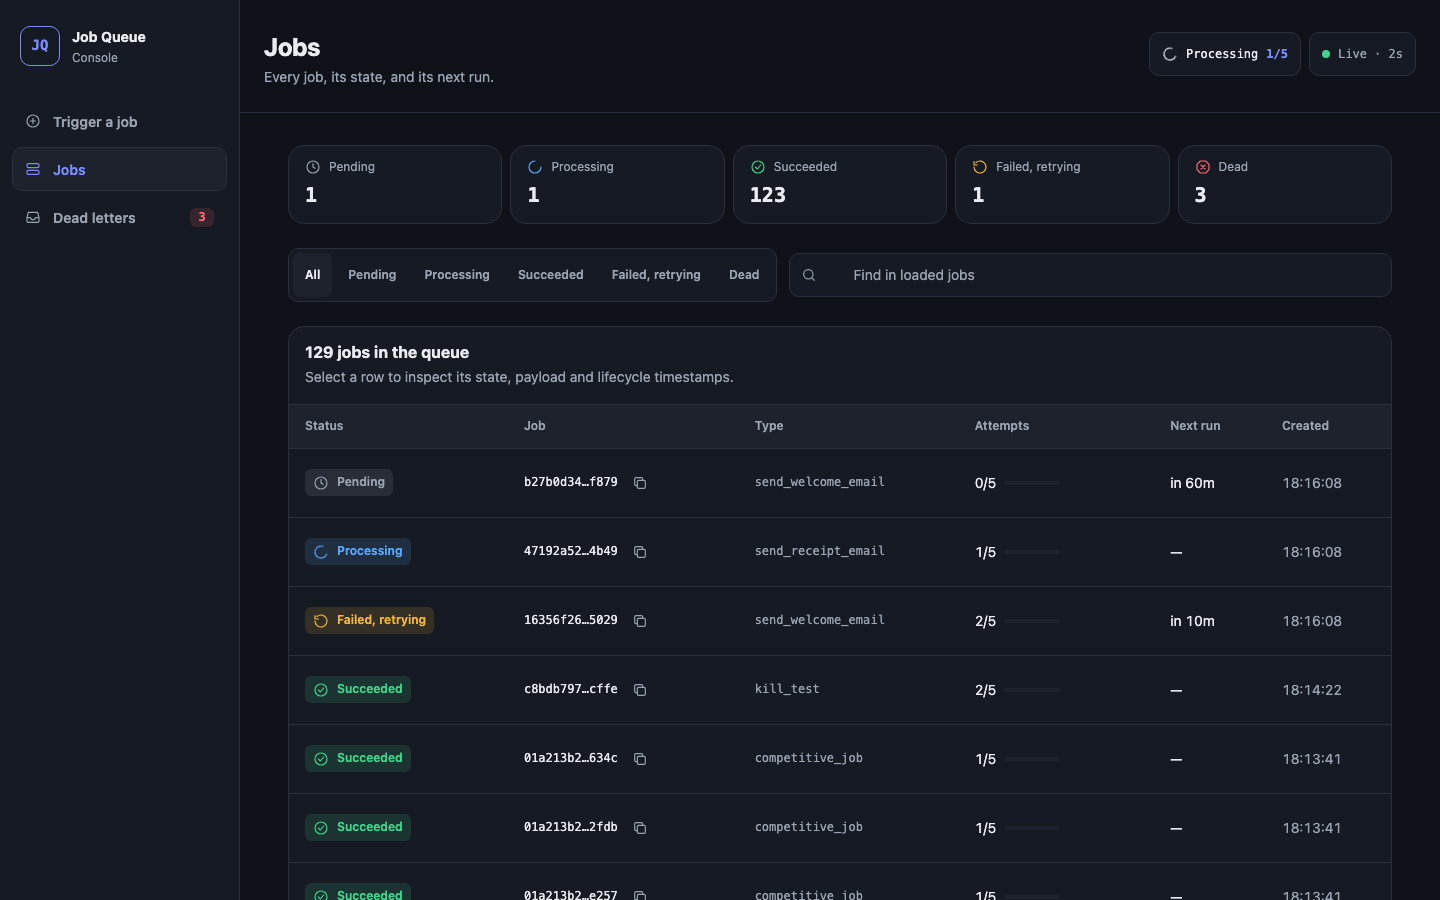 JQ
Job Queue
Console
Trigger a job
Jobs
Dead letters 3
Jobs
Every job, its state, and its next run.
Processing 1/5
Live · 2s
Pending
1
Processing
1
Succeeded
123
Failed, retrying
1
Dead
3
All Pending Processing Succeeded Failed, retrying Dead
Find in loaded jobs
129 jobs in the queue
Select a row to inspect its state, payload and lifecycle timestamps.
Status Job Type Attempts Next run Created
Pending b27b0d34…f879 send_welcome_email 0/5 in 60m 18:16:08
Processing 47192a52…4b49 send_receipt_email 1/5 — 18:16:08
Failed, retrying 16356f26…5029 send_welcome_email 2/5 in 10m 18:16:08
Succeeded c8bdb797…cffe kill_test 2/5 — 18:14:22
Succeeded 01a213b2…634c competitive_job 1/5 — 18:13:41
Succeeded 01a213b2…2fdb competitive_job 1/5 — 18:13:41
Succeeded 01a213b2…e257 competitive_job 1/5 — 18:13:41